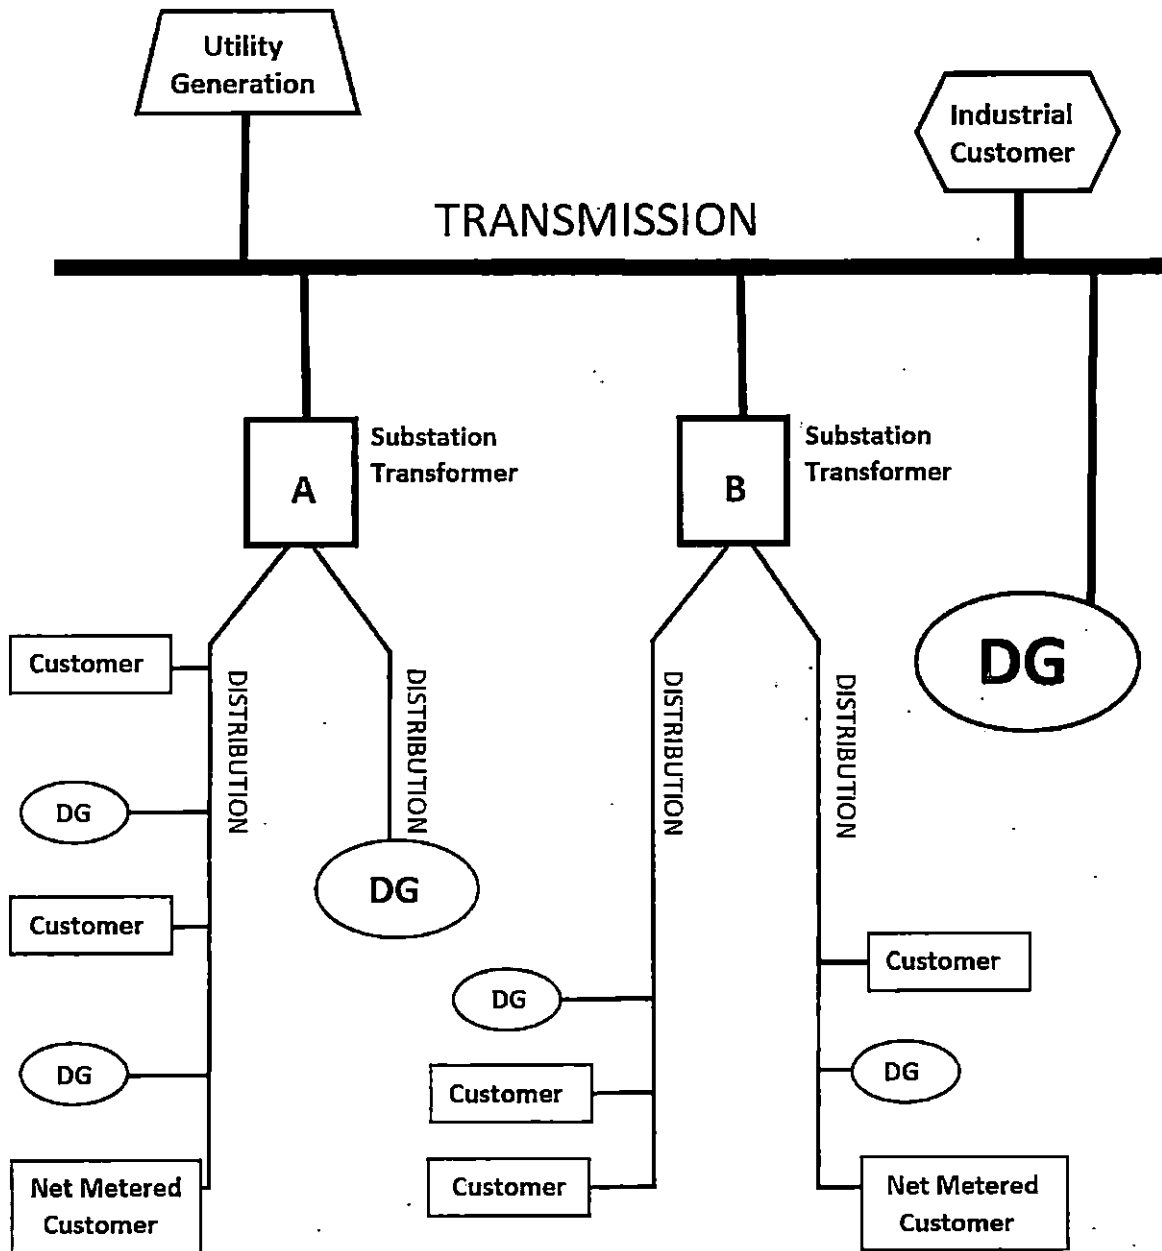 Utility
Generation
Industrial
Customer
TRANSMISSION
Substation
Transformer
A
Substation
Transformer
B
DG
Customer
DISTRIBUTION
DISTRIBUTION
DISTRIBUTION
DISTRIBUTION
DG
DG
Customer
Customer
DG
DG
DG
Customer
Customer
Net Metered
Customer
Net Metered
Customer